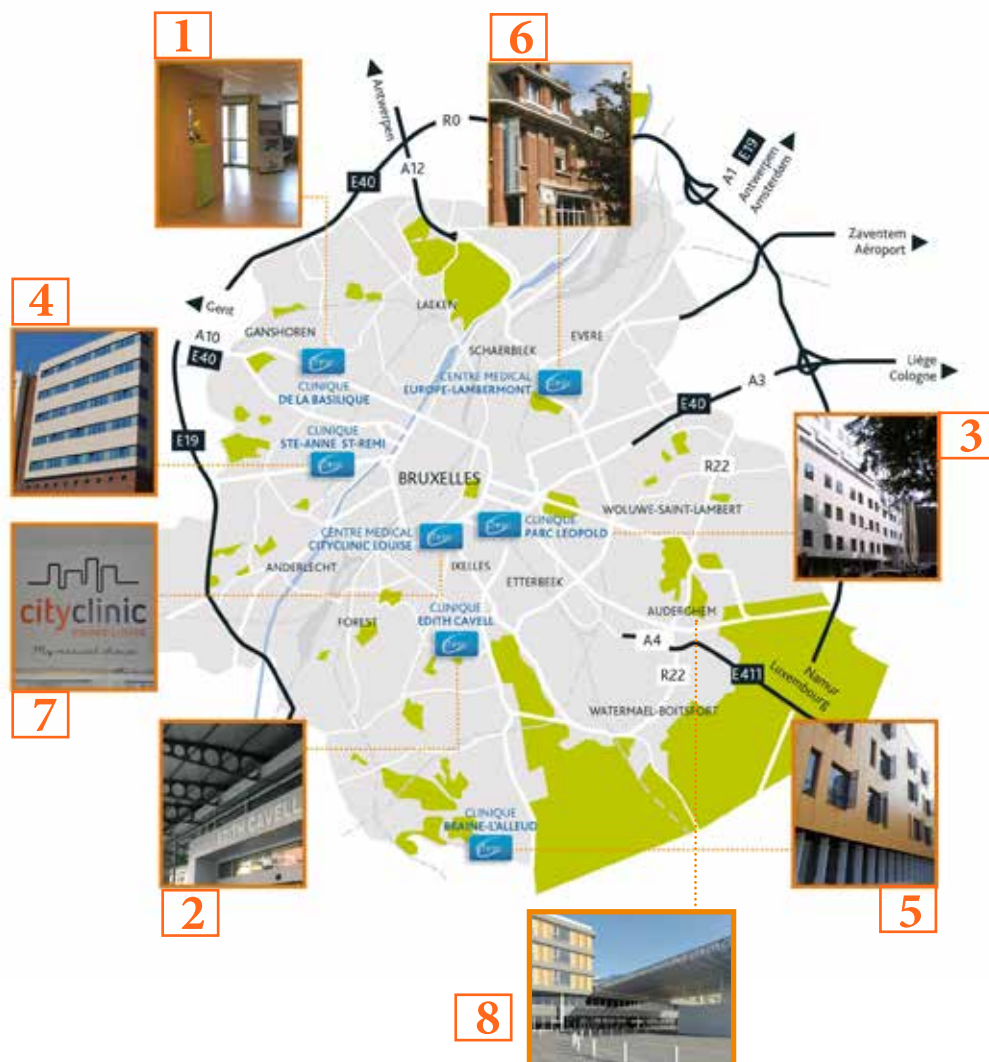 1
6
Antwerpen
R0
A12
E40
A1
E19
Antwerpen
Amsterdam
Zaventem
Aéroport
4
Gent
A10
E40
LAEKEN
GANSHOREN
EVERE
SCHAERBEEK
Liège
Cologne
CENTRE MEDICAL
EUROPE-LAMBERMONT
A3
CLINIQUE
DE LA BASILIQUE
E40
3
CLINIQUE
STE-ANNE ST-REMI
E19
R22
BRUXELLES
WOLUWE-SAINT-LAMBERT
CENTRE MEDICAL
CITYCLINIC LOUISE
CLINIQUE
PARC LEOPOLD
ANDERLECHT
IXELLES
ETTERBEEK
cityclinic
FOREST
CLINIQUE
EDITH CAVELL
AUDERGHEM
A4
R22
E411
Namur
Luxembourg
7
WATERMAEL-BOITSFORT
EDITH CAVELL
CLINIQUE
BRAINE-L'ALLEUD
2
5
8